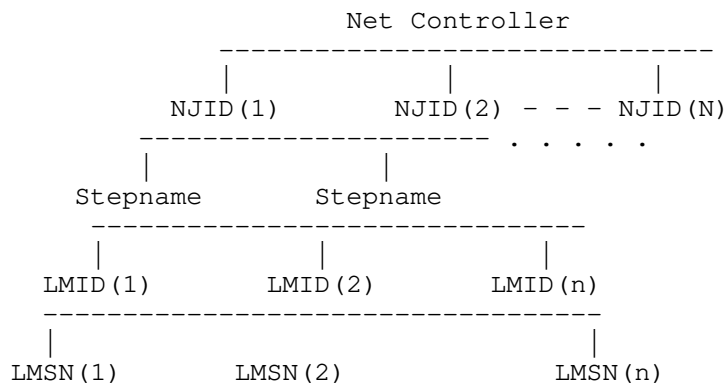 Net Controller
NJID(1) NJID(2) - - - NJID(N)
. . . . .
Stepname Stepname
LMID(1) LMID(2) LMID(n)
LMSN(1) LMSN(2) LMSN(n)